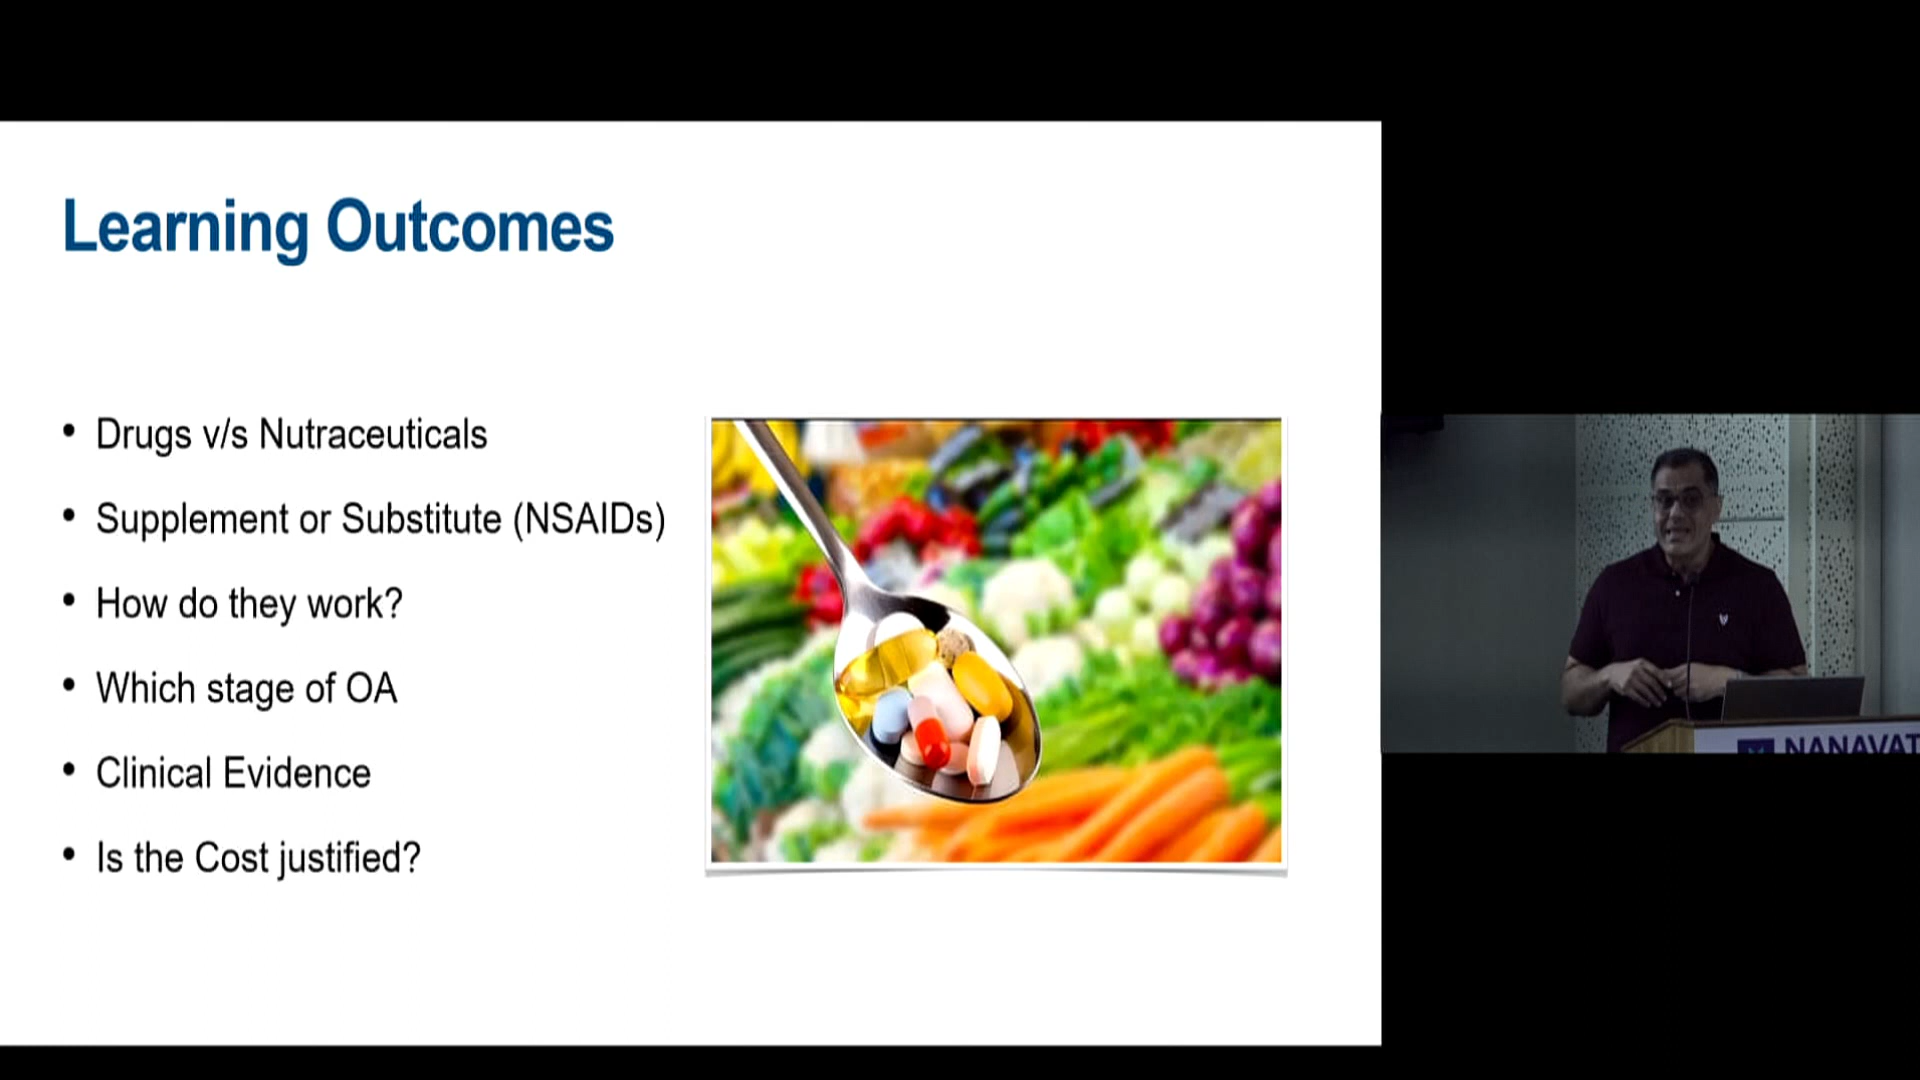 Learning Outcomes
• Drugs v/s Nutraceuticals
• Supplement or Substitute (NSAIDs)
• How do they work?
• Which stage of OA
• Clinical Evidence
• Is the Cost justified?
NANAVAT